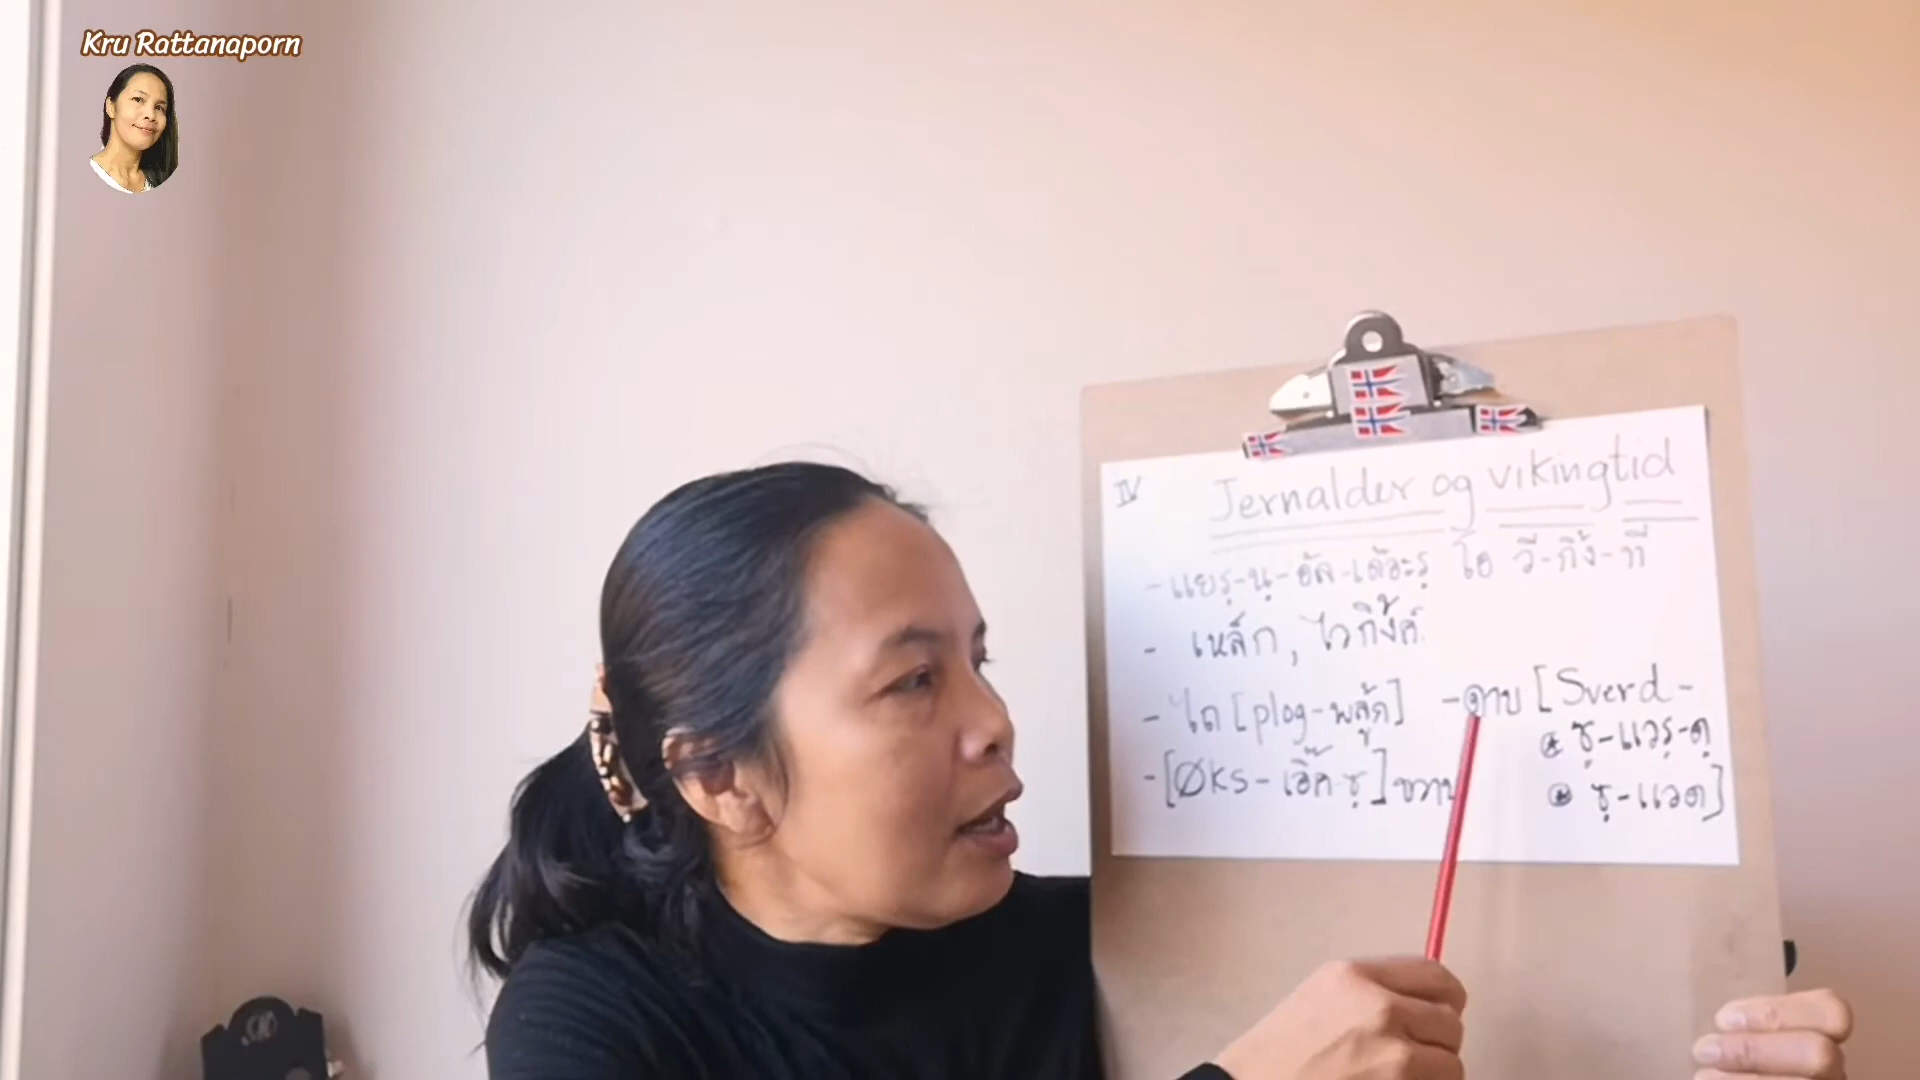 Kru Rattanaporn
IV Jernalder og vikingtid
- แยรฺ-นฺ-อัล-เด้อะรฺ โอ วี-กิ้ง-ที
- เหล็ก, ไวกิ้งค์
- ไถ [plog-พลู้ก] - ดาบ [Sverd-
ซฺ-แวรฺ-ดฺ
- [Øks- เอิ๊ค-ซฺ] ขวาน
ซฺ-แวด]